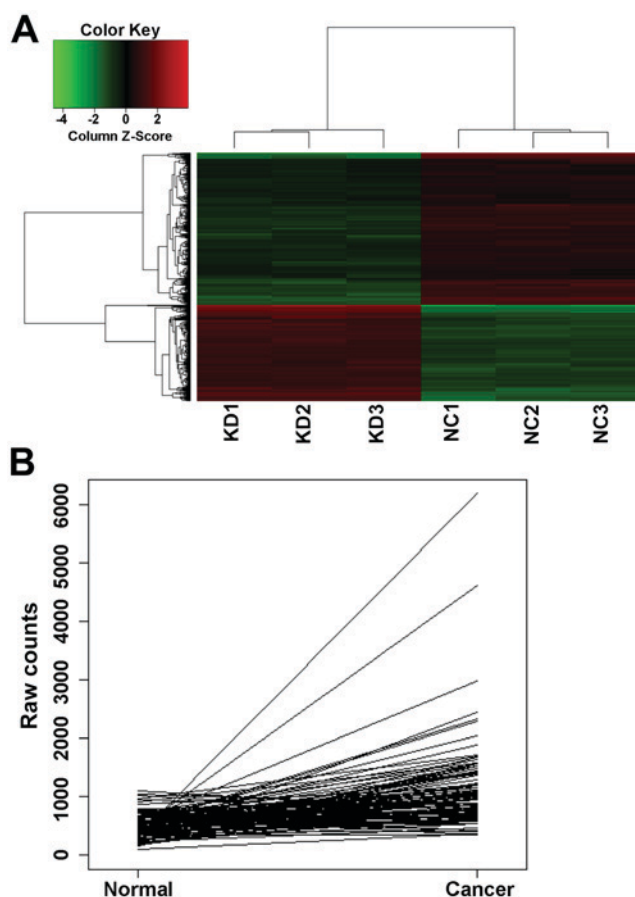 A
Color Key
-4 -2 0 2
Column Z-Score
KD1 KD2 KD3 NC1 NC2 NC3
B
Raw counts
6000
5000
4000
3000
2000
1000
0
Normal Cancer